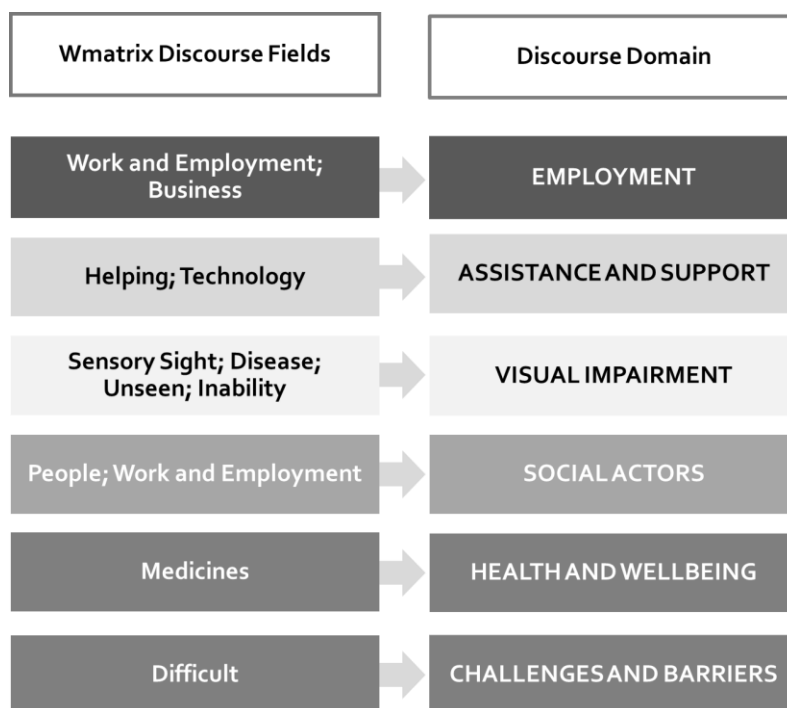 Wmatrix Discourse Fields
Discourse Domain
Work and Employment;
Business
EMPLOYMENT
Helping; Technology
ASSISTANCE AND SUPPORT
Sensory Sight; Disease;
Unseen; Inability
VISUAL IMPAIRMENT
People; Work and Employment
SOCIAL ACTORS
Medicines
HEALTH AND WELLBEING
Difficult
CHALLENGES AND BARRIERS